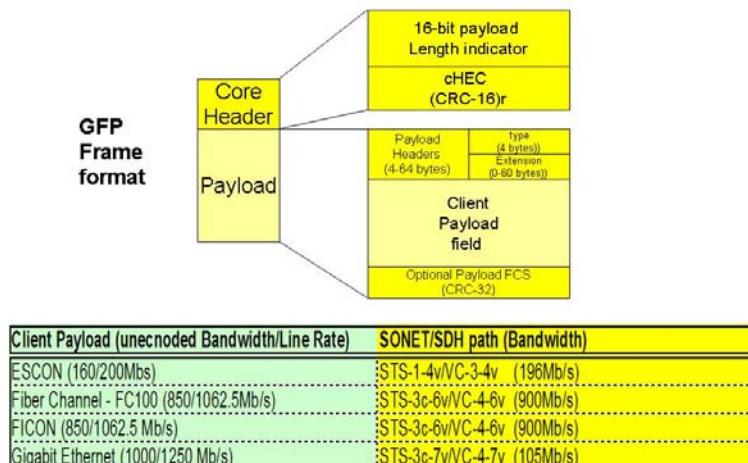 16-bit payload
Length indicator
cHEC
(CRC-16)r
Core
Header
GFP
Frame
format
Payload
Payload
Headers
(4-64 bytes)
type
(4 bytes))
Extension
(0-60 bytes))
Client
Payload
field
Optional Payload FCS
(CRC-32)
Client Payload (unecnoded Bandwidth/Line Rate) SONET/SDH path (Bandwidth)
ESCON (160/200Mbs) STS-1-4v/VC-3-4v (196Mb/s)
Fiber Channel - FC100 (850/1062.5Mb/s) STS-3c-6v/VC-4-6v (900Mb/s)
FICON (850/1062.5 Mb/s) STS-3c-6v/VC-4-6v (900Mb/s)
Gigabit Ethernet (1000/1250 Mb/s) STS-3c-7v/VC-4-7v (105Mb/s)